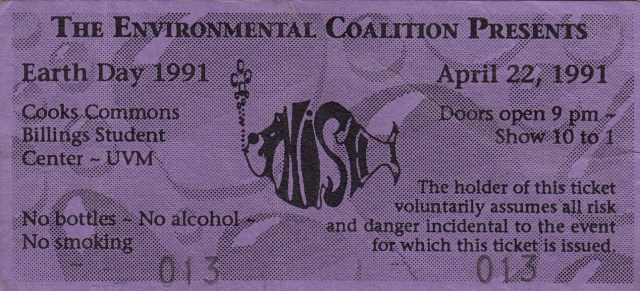 The Environmental Coalition Presents
Earth Day 1991
April 22, 1991
Cooks Commons
Billings Student
Center ~ UVM
PHISH
Doors open 9 pm ~
Show 10 to 1
No bottles ~ No alcohol ~
No smoking
The holder of this ticket
voluntarily assumes all risk
and danger incidental to the event
for which this ticket is issued.
013
013